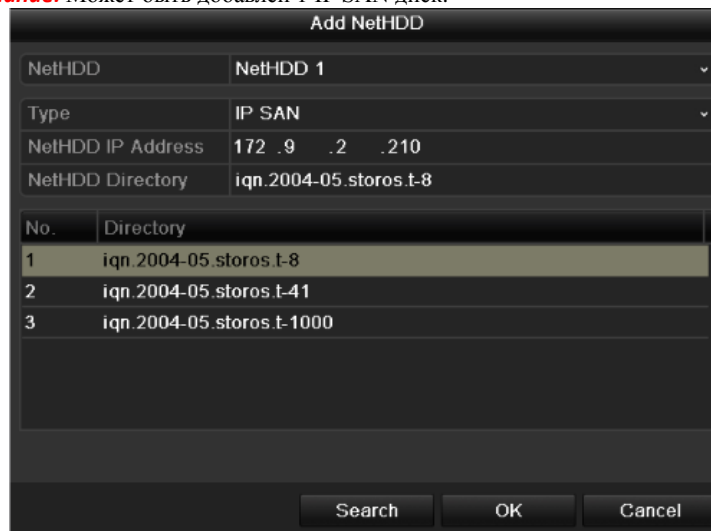 Может быть добавлен 1 IP SAN диск.
Add NetHDD
NetHDD NetHDD 1
Type IP SAN
NetHDD IP Address 172 .9 .2 .210
NetHDD Directory iqn.2004-05.storos.t-8
No. Directory
1 iqn.2004-05.storos.t-8
2 iqn.2004-05.storos.t-41
3 iqn.2004-05.storos.t-1000
Search OK Cancel